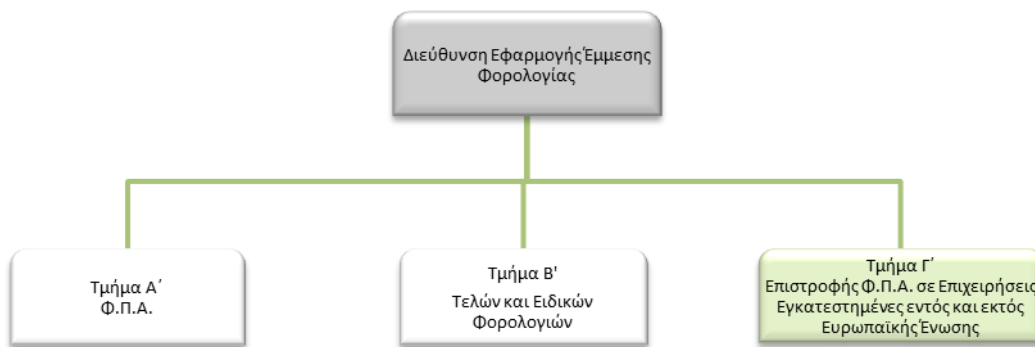 Διεύθυνση Εφαρμογής Έμμεσης
Φορολογίας
Τμήμα Α΄
Φ.Π.Α.
Τμήμα Β'
Τελών και Ειδικών
Φορολογιών
Τμήμα Γ΄
Επιστροφής Φ.Π.Α. σε Επιχειρήσεις
Εγκατεστημένες εντός και εκτός
Ευρωπαϊκής Ένωσης